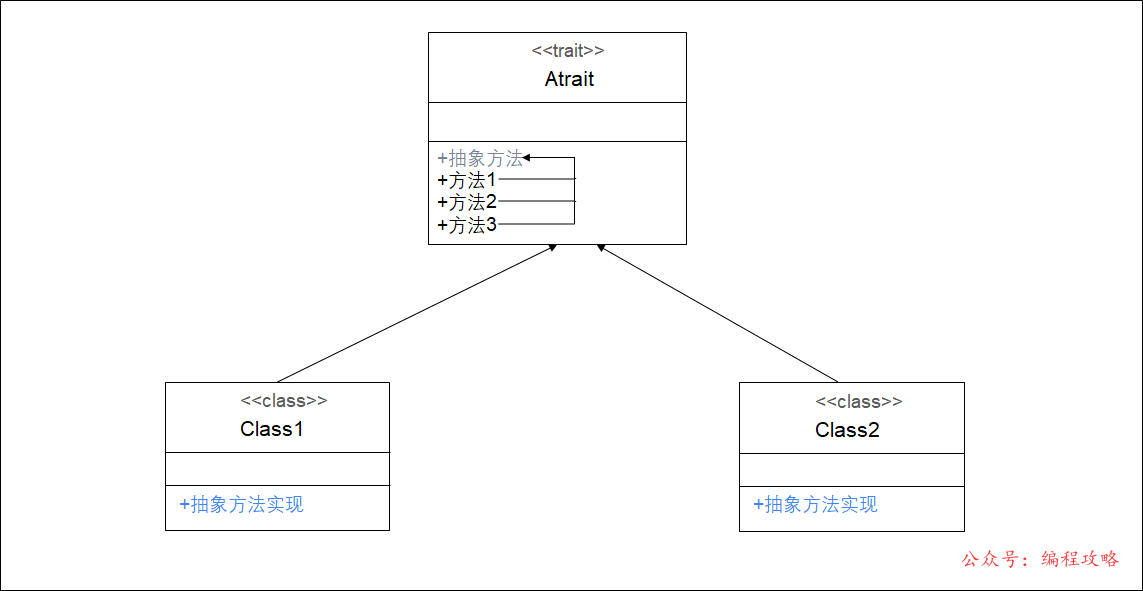 <<trait>>
Atrait
+抽象方法
+方法1
+方法2
+方法3
<<class>>
Class1
+抽象方法实现
<<class>>
Class2
+抽象方法实现
公众号：编程攻略